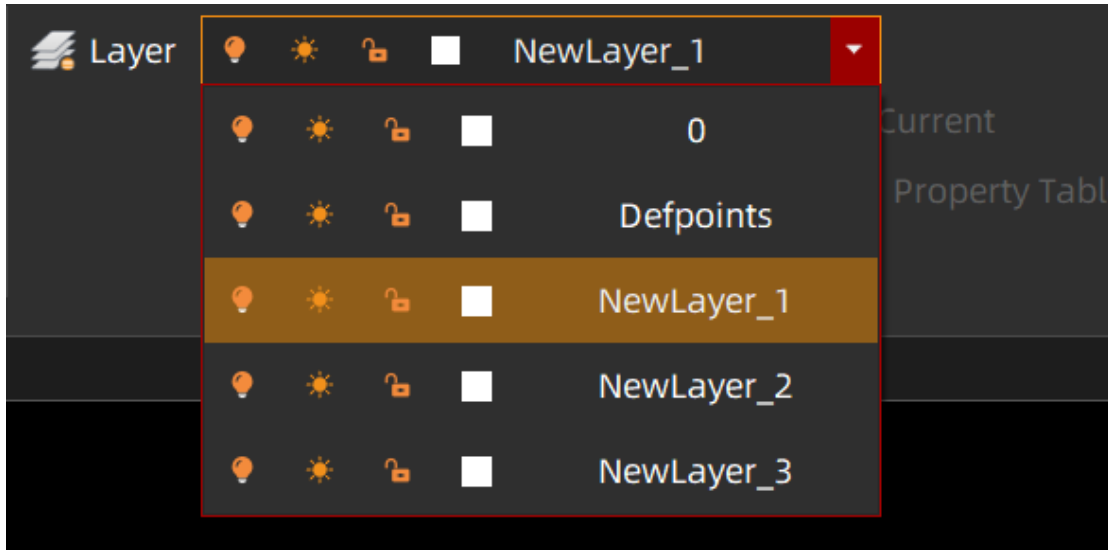 Layer NewLayer_1
0
Current
Defpoints
Property Tabl
NewLayer_1
NewLayer_2
NewLayer_3